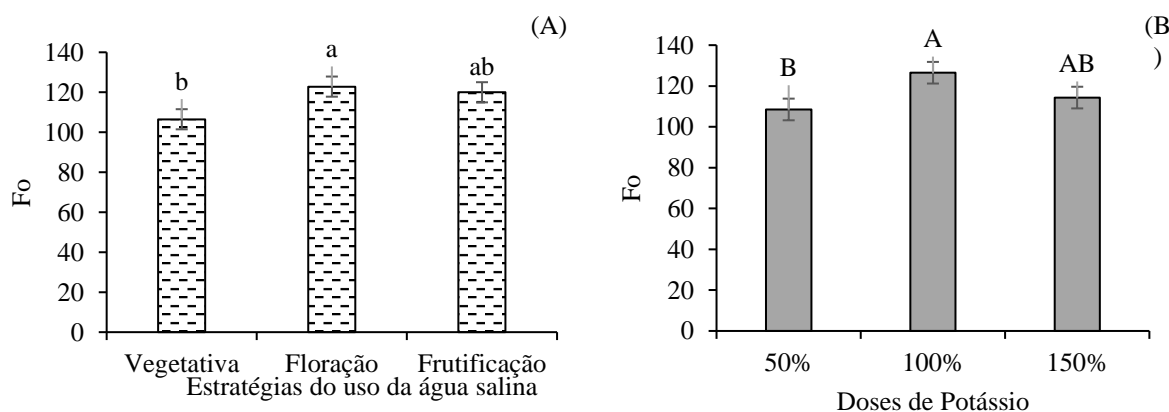 (A)
140
120
100
80
60
40
20
0
Fo
b
a
ab
Vegetativa Floração Frutificação
Estratégias do uso da água salina
(B
)
140
120
100
80
60
40
20
0
Fo
B
A
AB
50% 100% 150%
Doses de Potássio